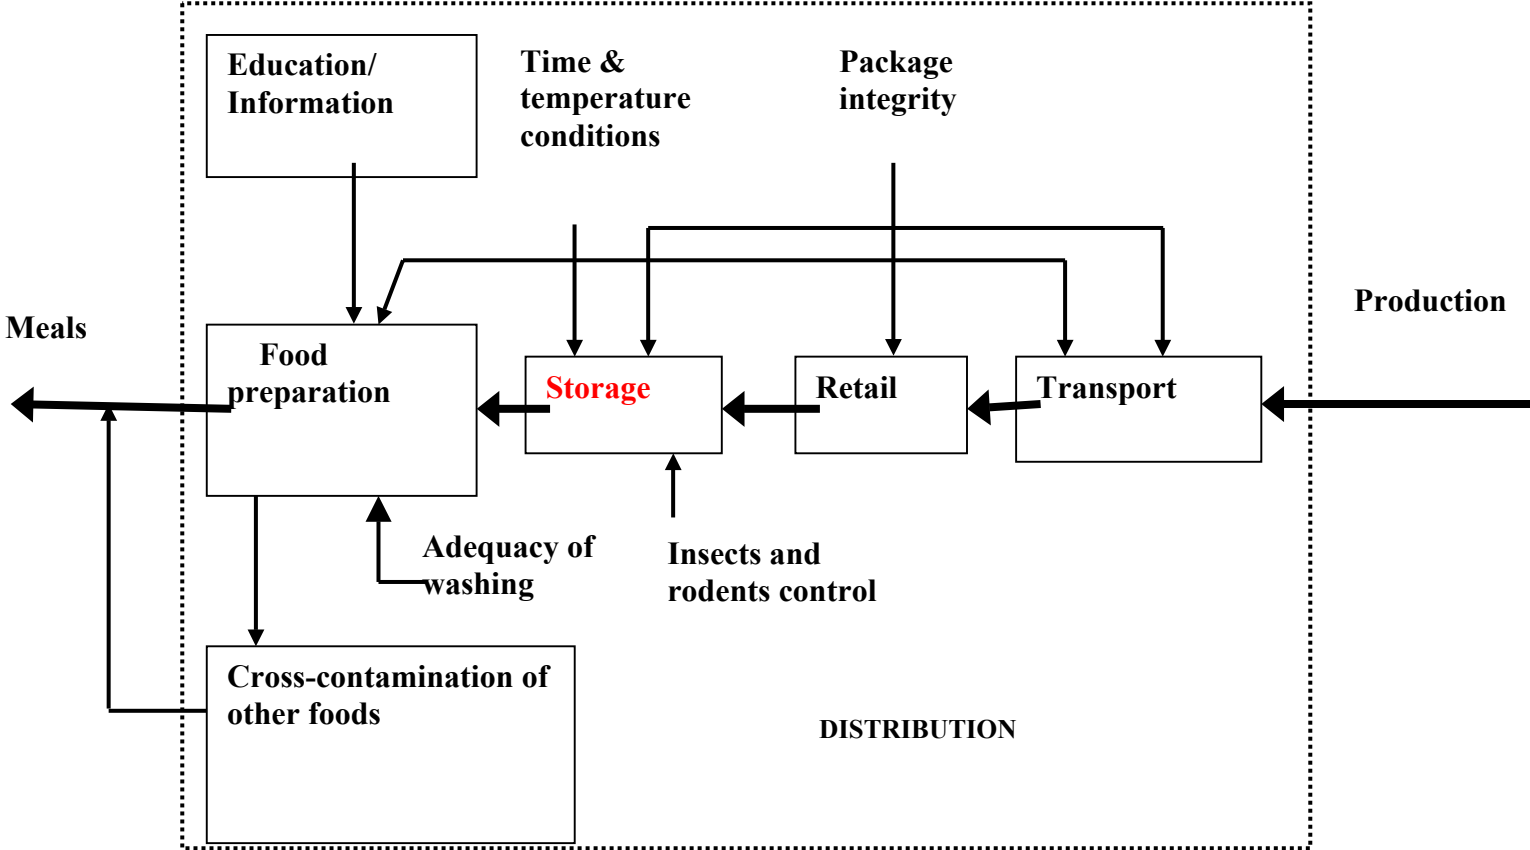 Education/
Information
Time &
temperature
conditions
Package
integrity
Production
Meals
Food
preparation
Storage
Retail
Transport
Adequacy of
washing
Insects and
rodents control
Cross-contamination of
other foods
DISTRIBUTION